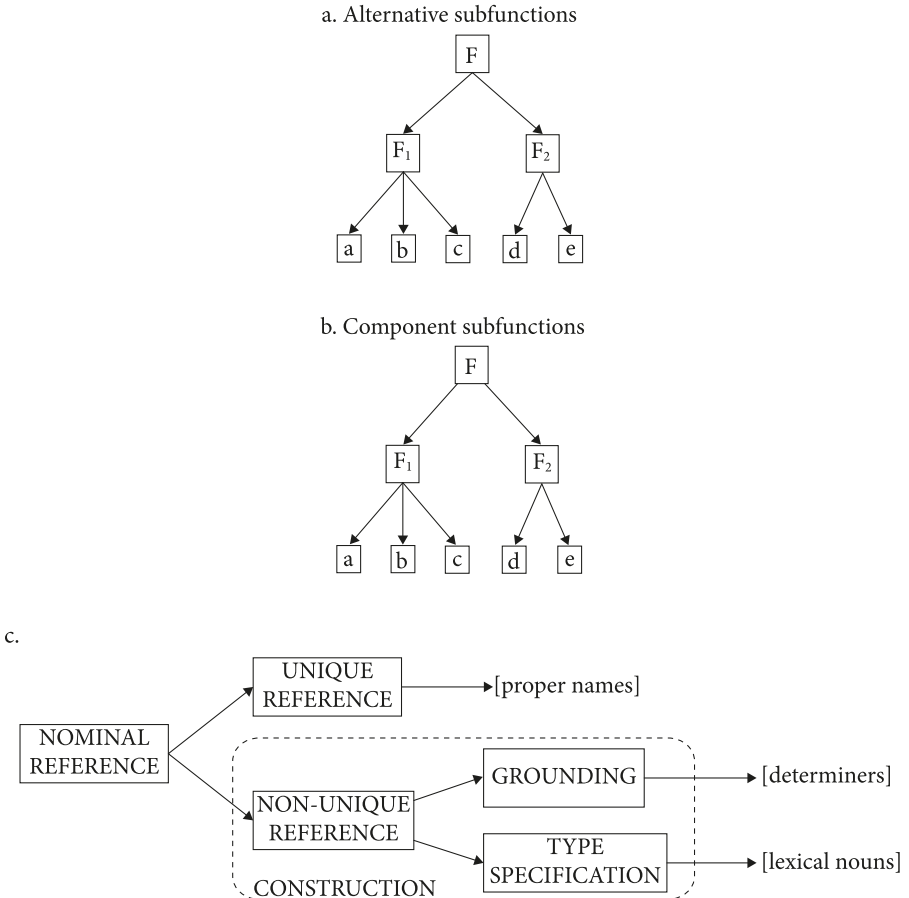 a. Alternative subfunctions
F
F₁ F₂
a b c d e
b. Component subfunctions
F
F₁ F₂
a b c d e
c.
UNIQUE
REFERENCE
[proper names]
NOMINAL
REFERENCE
GROUNDING
[determiners]
NON-UNIQUE
REFERENCE
TYPE
SPECIFICATION
[lexical nouns]
CONSTRUCTION